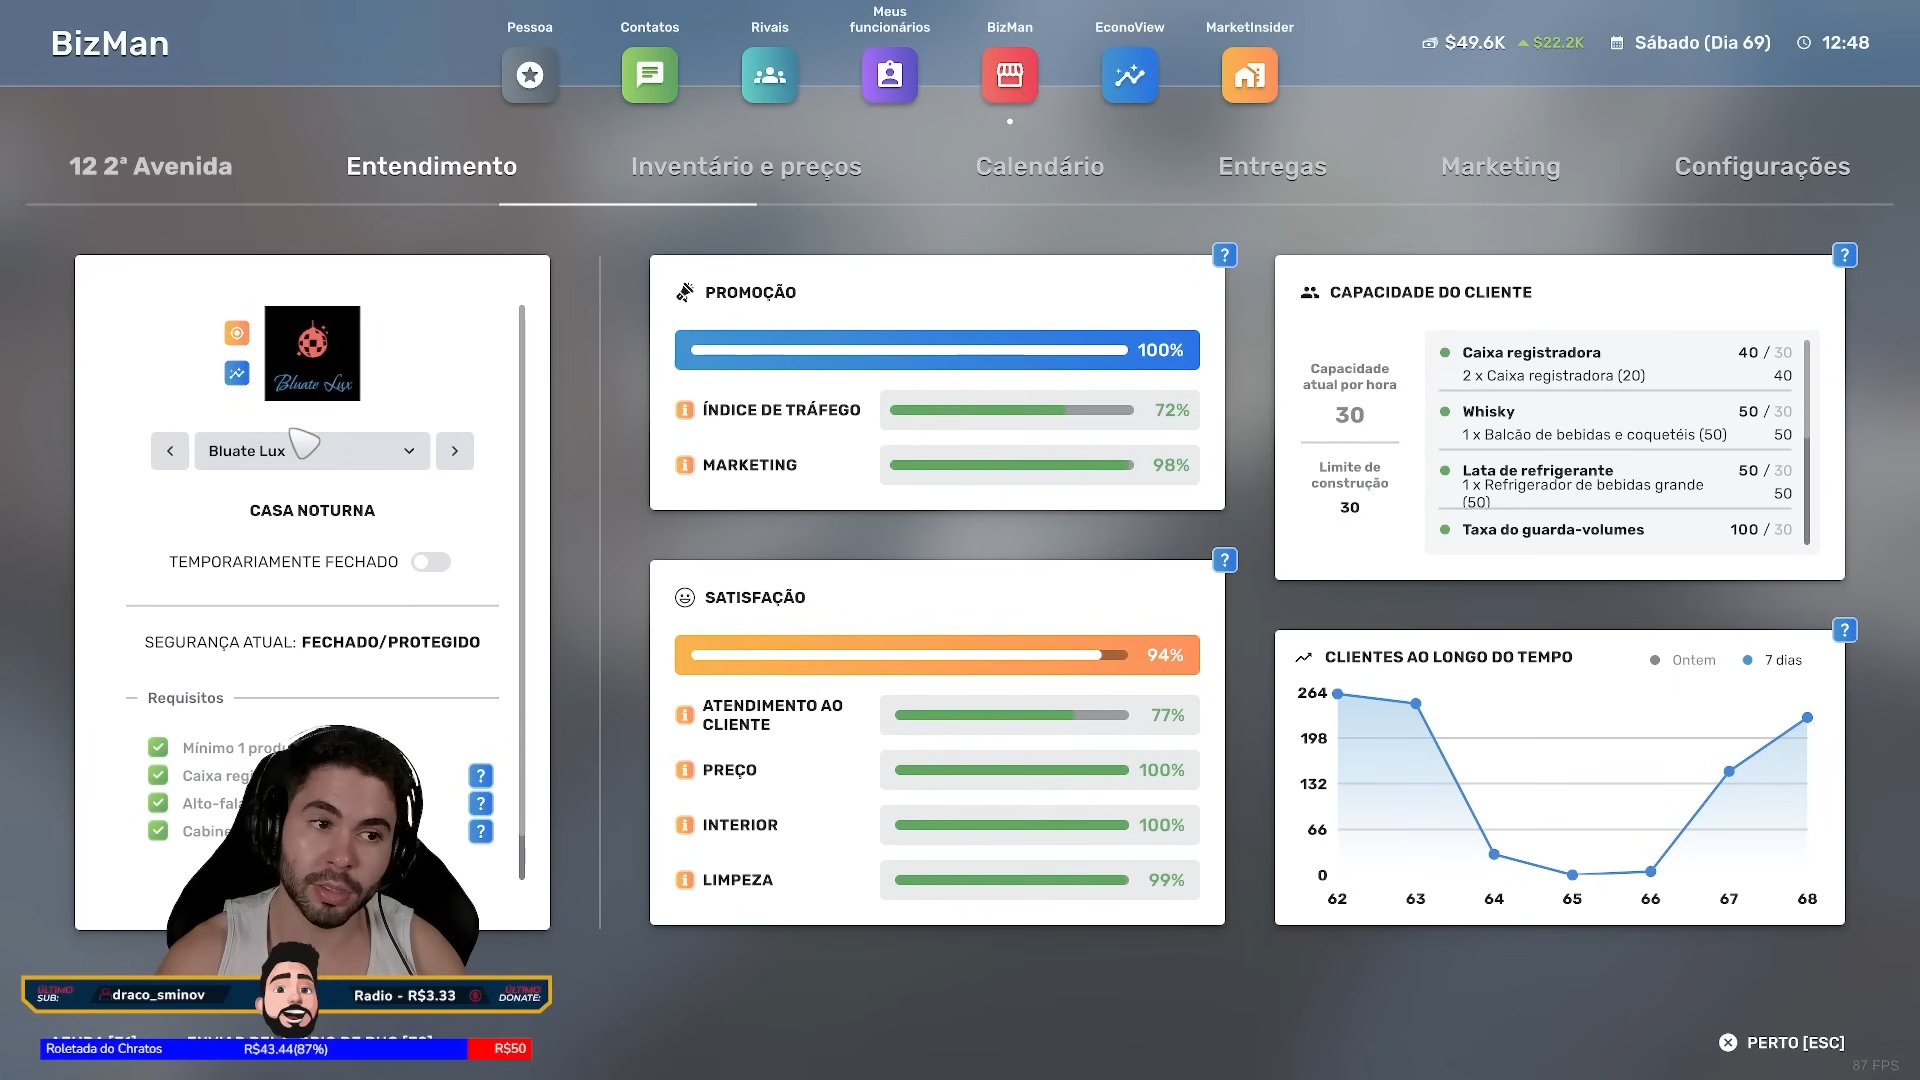 BizMan
Pessoa
Contatos
Rivais
Meus
funcionários
BizMan
EconoView
MarketInsider
$49.6K
$22.2K
Sábado (Dia 69)
12:48
12 2ª Avenida
Entendimento
Inventário e preços
Calendário
Entregas
Marketing
Configurações
Bluate Lux
Bluate Lux
CASA NOTURNA
TEMPORARIAMENTE FECHADO
SEGURANÇA ATUAL: FECHADO/PROTEGIDO
Requisitos
Mínimo 1
?
?
?
PROMOÇÃO
?
100%
ÍNDICE DE TRÁFEGO
72%
MARKETING
98%
SATISFAÇÃO
?
94%
ATENDIMENTO AO
CLIENTE
77%
PREÇO
100%
INTERIOR
100%
LIMPEZA
99%
CAPACIDADE DO CLIENTE
?
Capacidade
atual por hora
30
Limite de
construção
30
Caixa registradora 40 / 30
2 x Caixa registradora (20) 40
Whisky 50 / 30
1 x Balcão de bebidas e coquetéis (50) 50
Lata de refrigerante 50 / 30
1 x Refrigerador de bebidas grande
(50) 50
Taxa do guarda-volumes 100 / 30
CLIENTES AO LONGO DO TEMPO
Ontem
7 dias
?
264
198
132
66
0
62 63 64 65 66 67 68
ÚLTIMO
SUB:
draco_sminov
Radio - R$3.33
ÚLTIMO
DONATE:
Roletada do Chratos
R$43.44(87%)
R$50
PERTO [ESC]
87 FPS